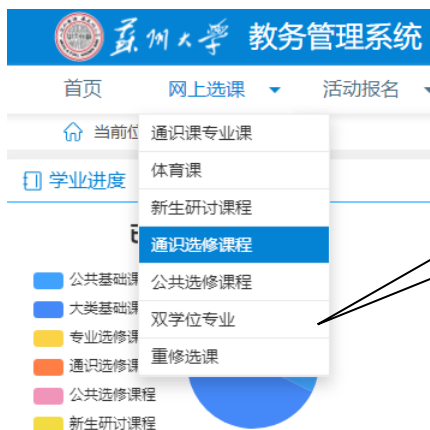 蘇州大学 教务管理系统
首页 网上选课 活动报名
当前位
通识课专业课
学业进度
体育课
新生研讨课程
通识选修课程
公共选修课程
双学位专业
重修选课
公共基础课
大类基础课
专业选修课
通识选修课
公共选修课程
新生研讨课程